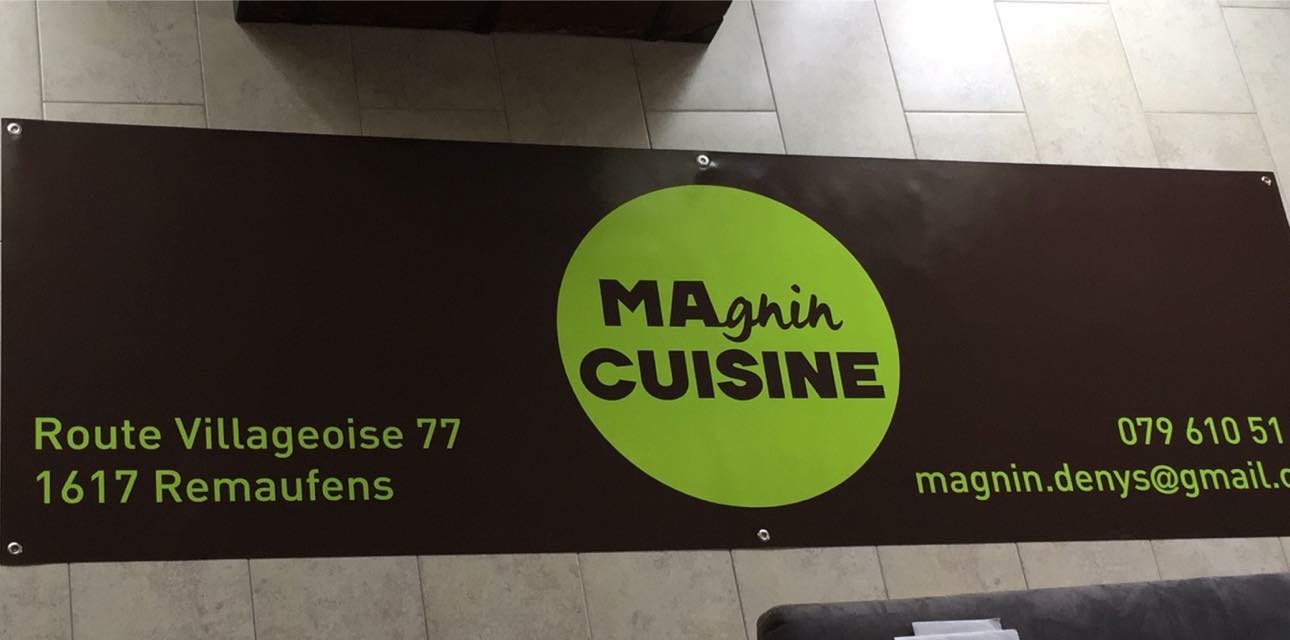 MAgnin
CUISINE
Route Villageoise 77
1617 Remaufens
079 610 51
magnin.denys@gmail.c